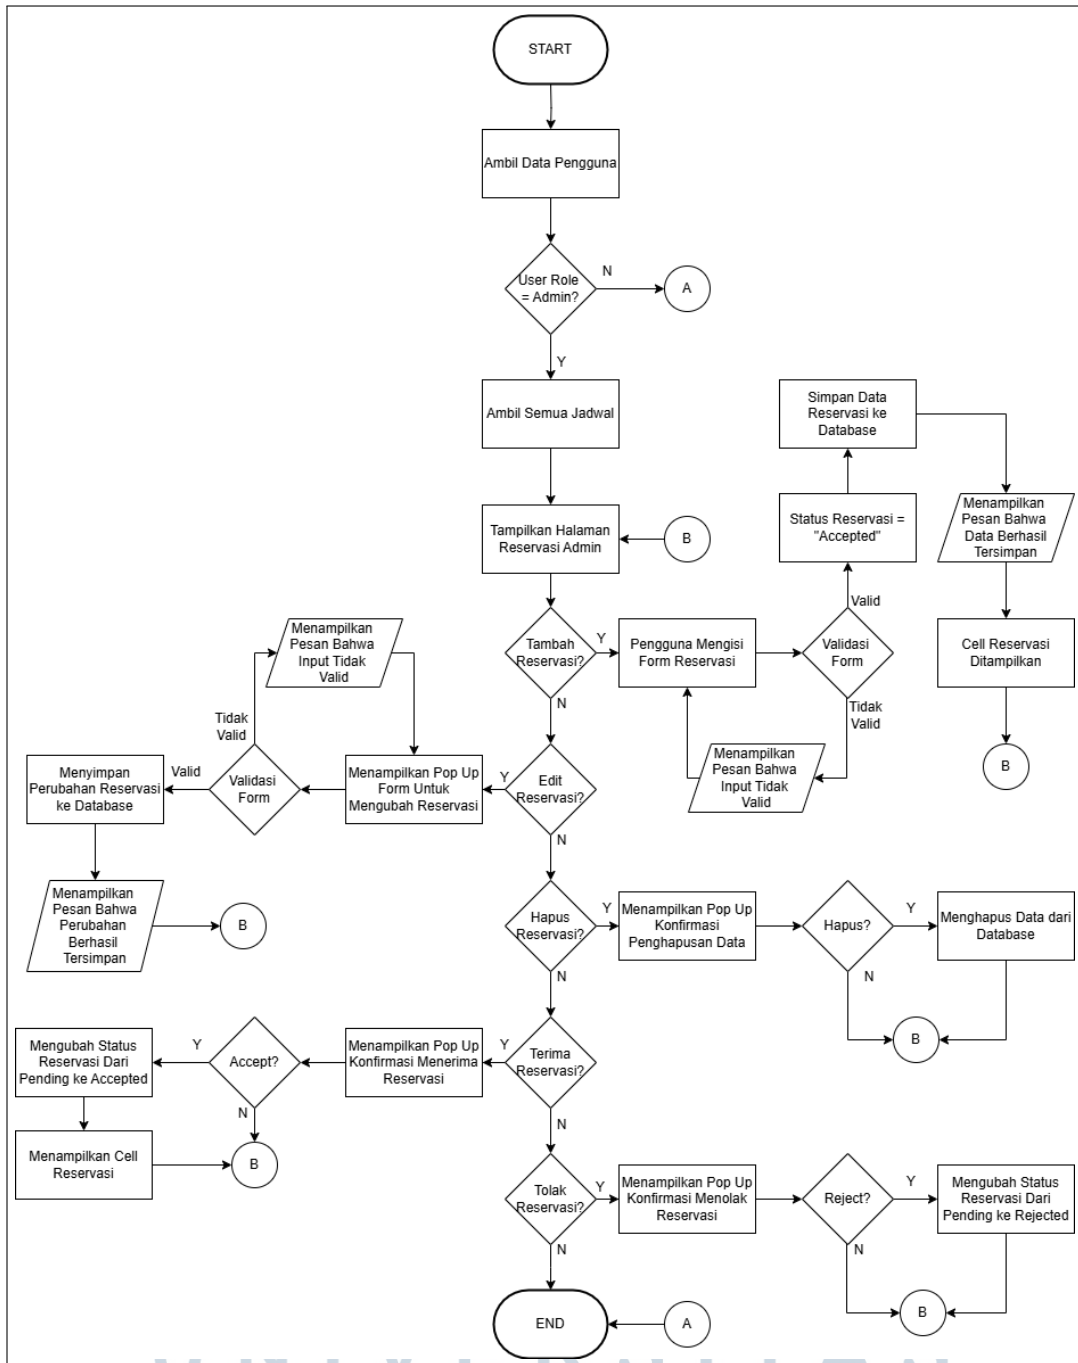 START
Ambil Data Pengguna
User Role
= Admin?
N
A
Y
Ambil Semua Jadwal
Simpan Data
Reservasi ke
Database
Tampilkan Halaman
Reservasi Admin
B
Status Reservasi =
"Accepted"
Menampilkan
Pesan Bahwa
Data Berhasil
Tersimpan
Valid
Tambah
Reservasi?
Y
Pengguna Mengisi
Form Reservasi
Validasi
Form
Cell Reservasi
Ditampilkan
Menampilkan
Pesan Bahwa
Input Tidak
Valid
N
Tidak
Valid
Tidak
Valid
Menyimpan
Perubahan Reservasi
ke Database
Valid
Validasi
Form
Menampilkan Pop Up
Form Untuk
Mengubah Reservasi
Y
Edit
Reservasi?
Menampilkan
Pesan Bahwa
Input Tidak
Valid
B
N
Menampilkan
Pesan Bahwa
Perubahan
Berhasil
Tersimpan
B
Hapus
Reservasi?
Y
Menampilkan Pop Up
Konfirmasi
Penghapusan Data
Hapus?
Y
Menghapus Data dari
Database
N
N
B
Mengubah Status
Reservasi Dari
Pending ke Accepted
Y
Accept?
Menampilkan Pop Up
Konfirmasi Menerima
Reservasi
Y
Terima
Reservasi?
N
N
Menampilkan Cell
Reservasi
B
Tolak
Reservasi?
Y
Menampilkan Pop Up
Konfirmasi Menolak
Reservasi
Reject?
Y
Mengubah Status
Reservasi Dari
Pending ke Rejected
N
N
B
END
A